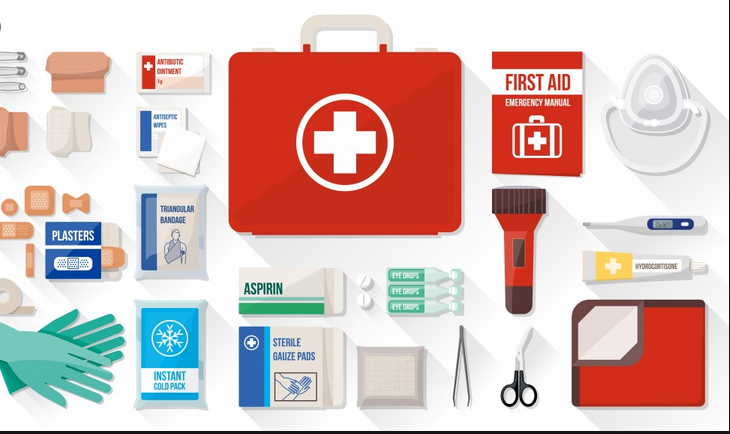 ANTIBIOTIC
OINTMENT
ANTISEPTIC
WIPES
FIRST AID
EMERGENCY MANUAL
PLASTERS
TRIANGULAR
BANDAGE
HYDROCORTISONE
ASPIRIN
EYE DROPS
EYE DROPS
EYE DROPS
STERILE
GAUZE PADS
INSTANT
COLD PACK